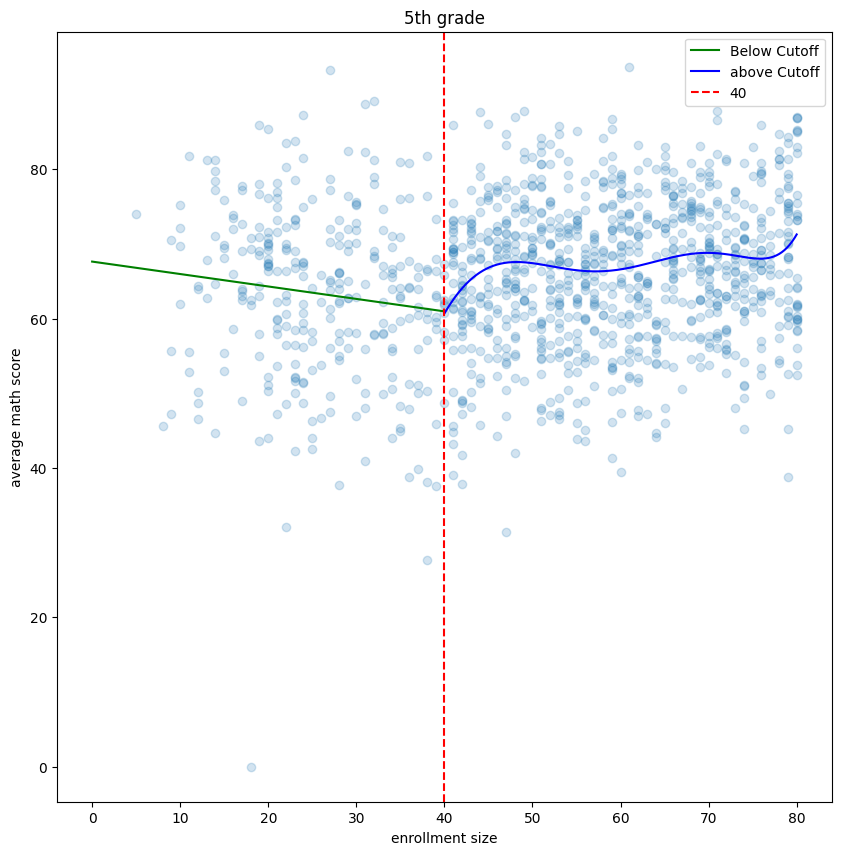 5th grade
Below Cutoff
above Cutoff
40
average math score
80
60
40
20
0
0 10 20 30 40 50 60 70 80
enrollment size